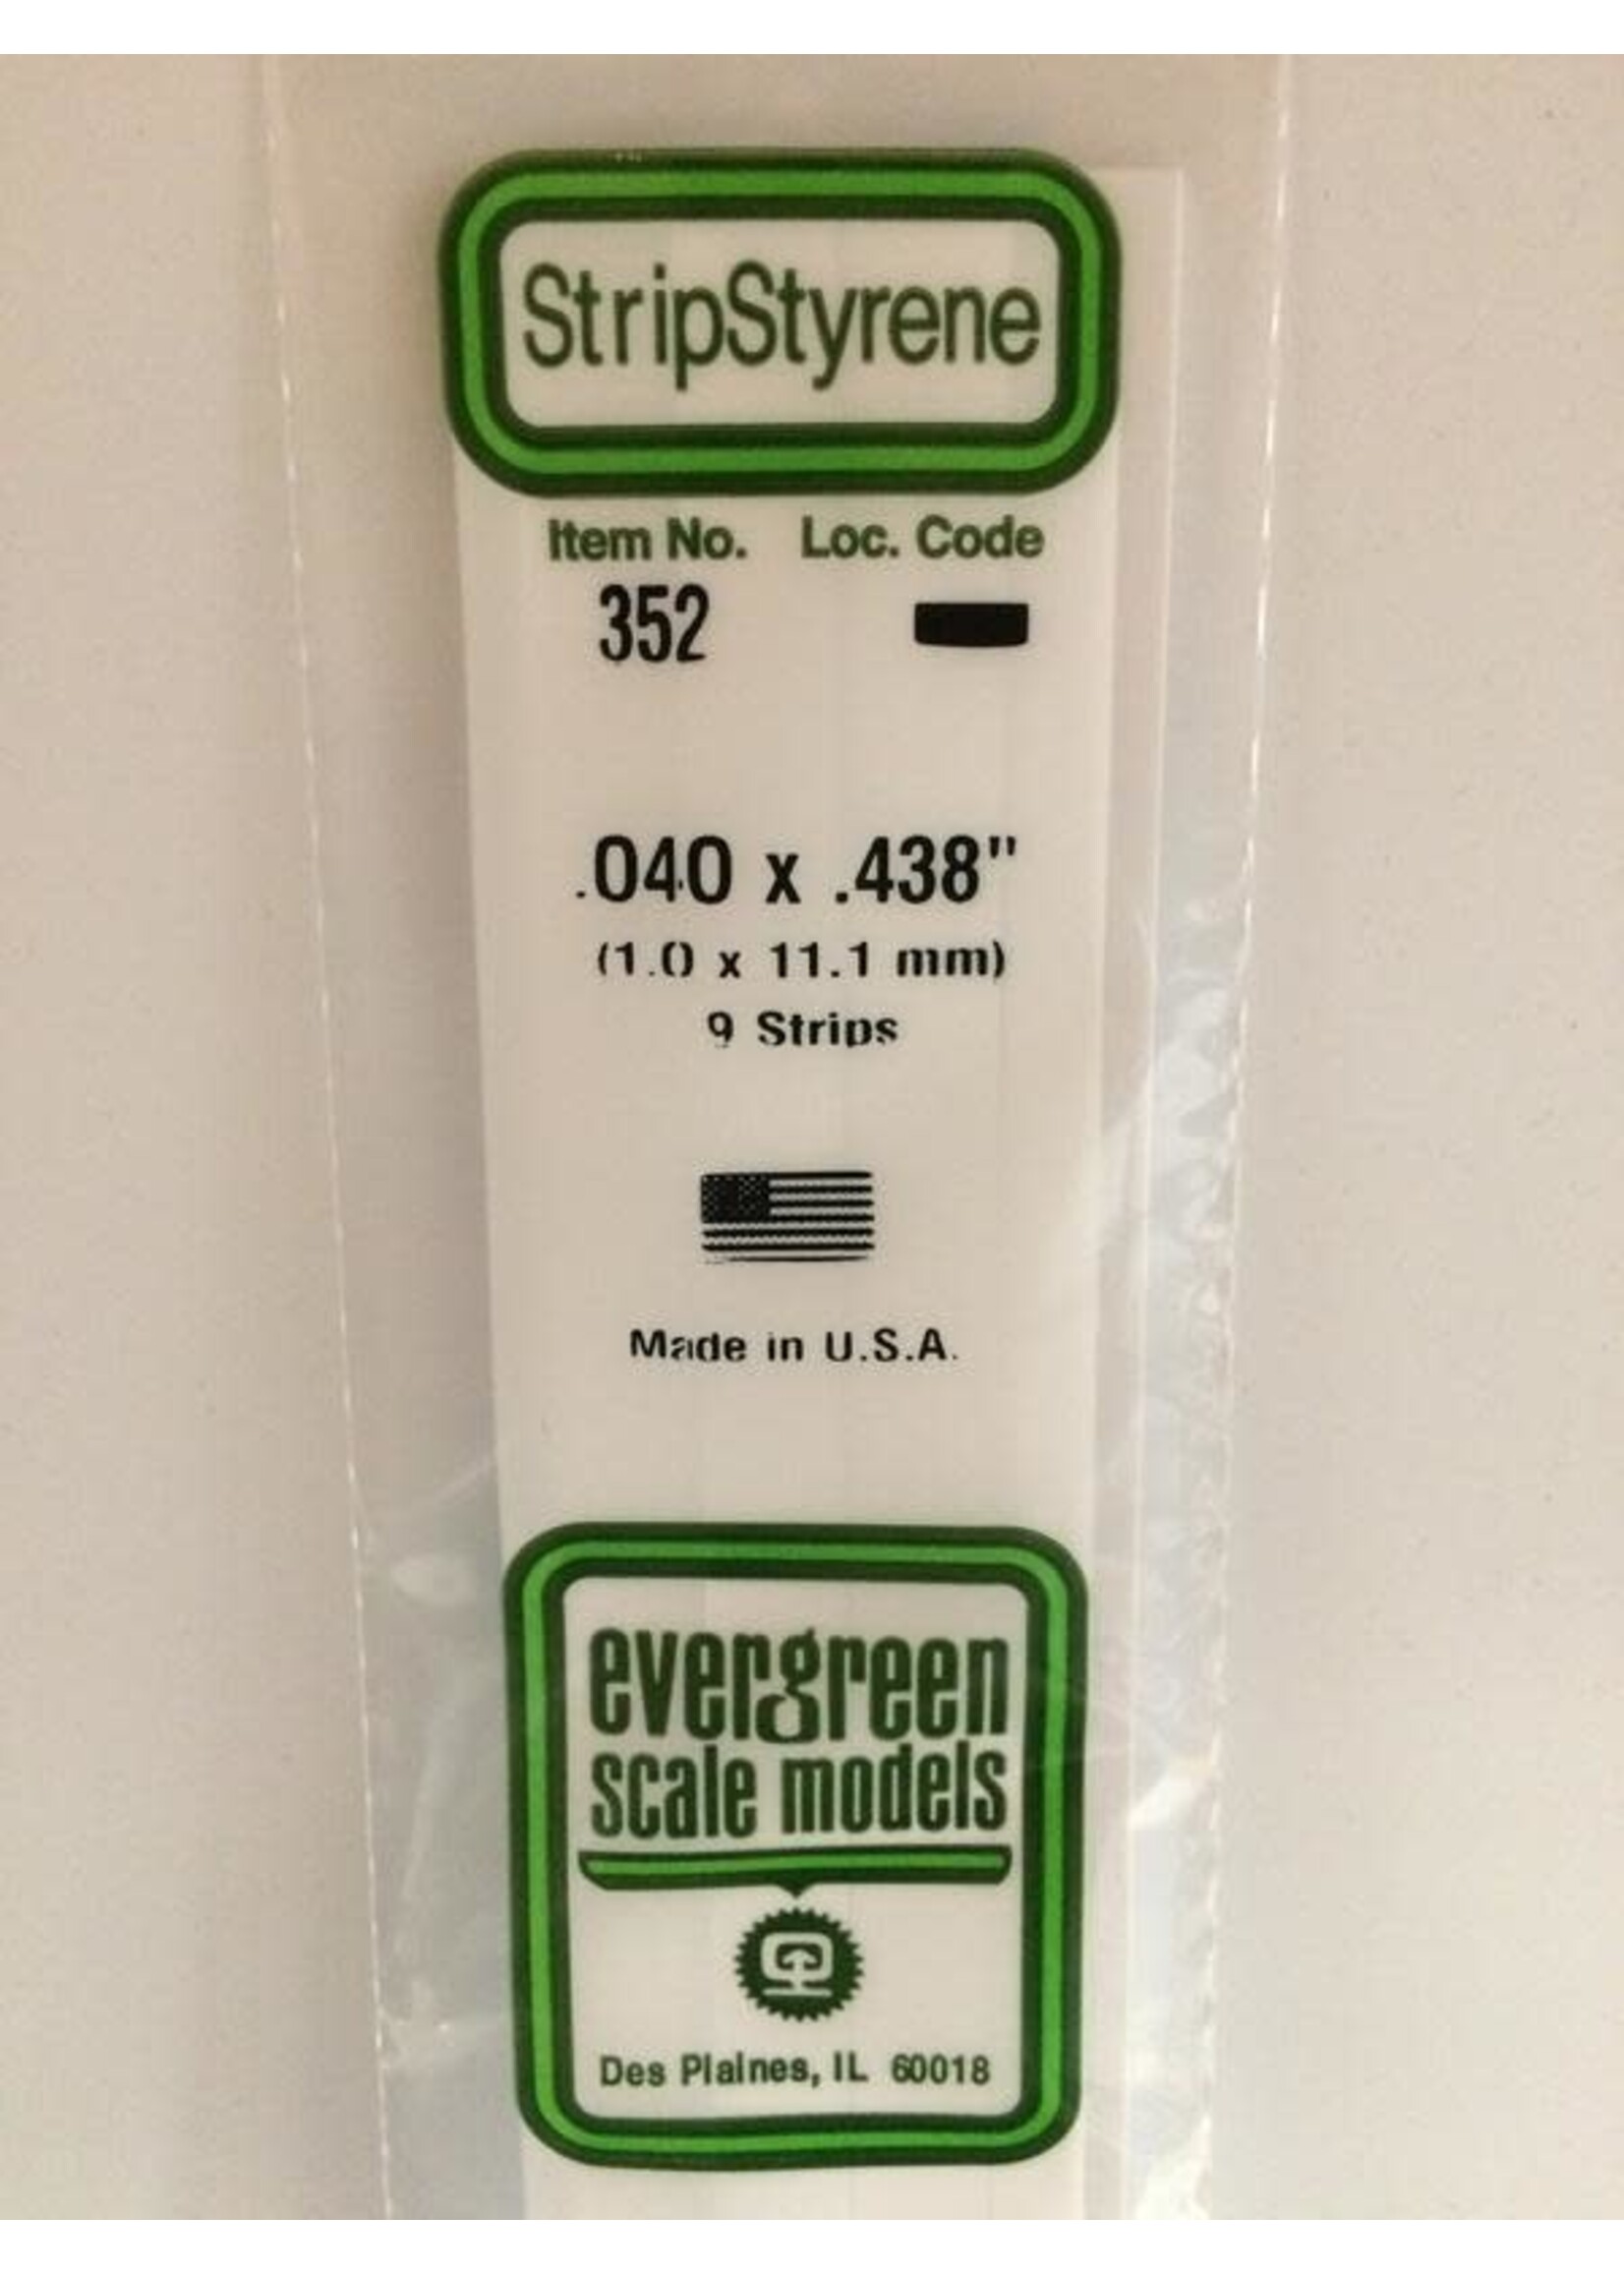 StripStyrene
Item No. Loc. Code
352
.040 x .438"
(1.0 x 11.1 mm)
9 Strips
Made in U.S.A.
evergreen
scale models
Des Plaines, IL 60018